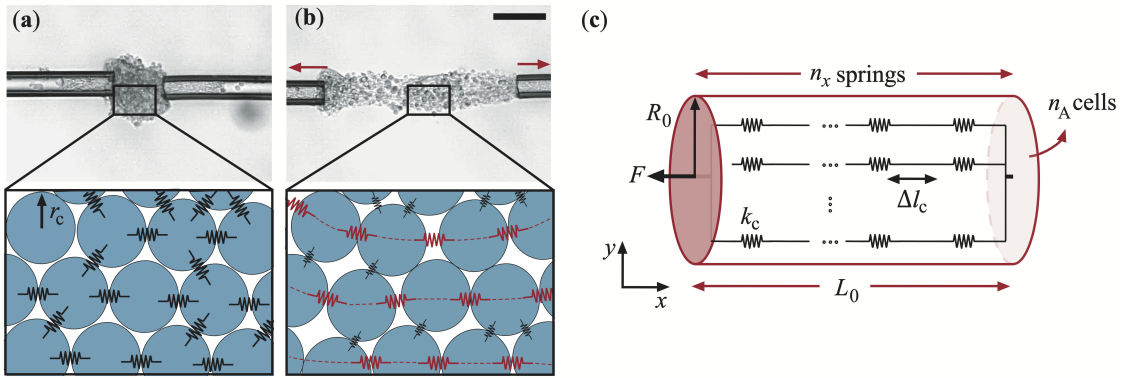 (a)
(b)
(c)
r_c
n_x springs
R_0
n_A cells
F
Δl_c
k_c
y
x
L_0